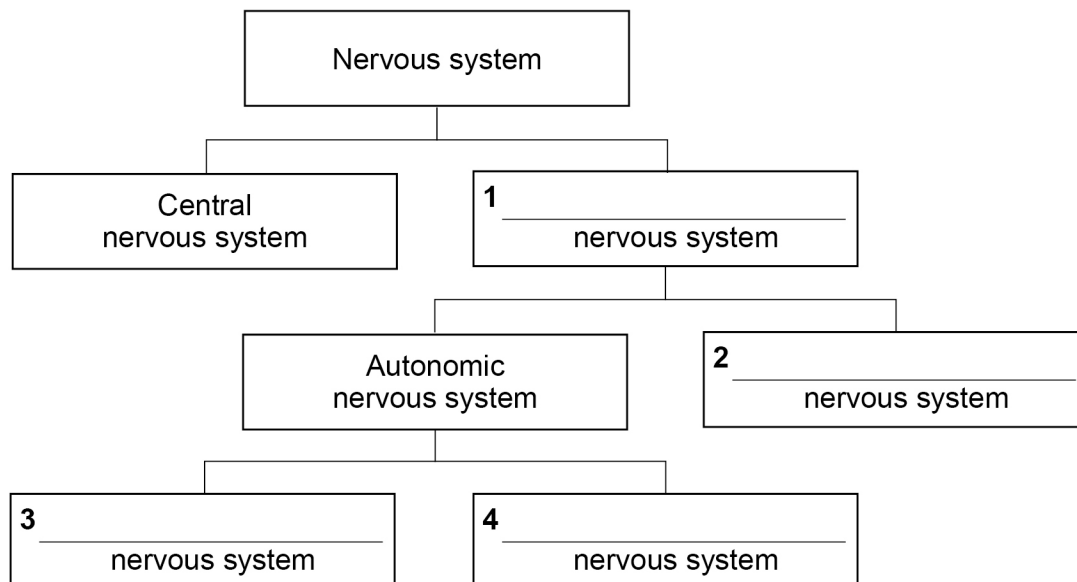 Nervous system
Central
nervous system
1
nervous system
Autonomic
nervous system
2
nervous system
3
nervous system
4
nervous system